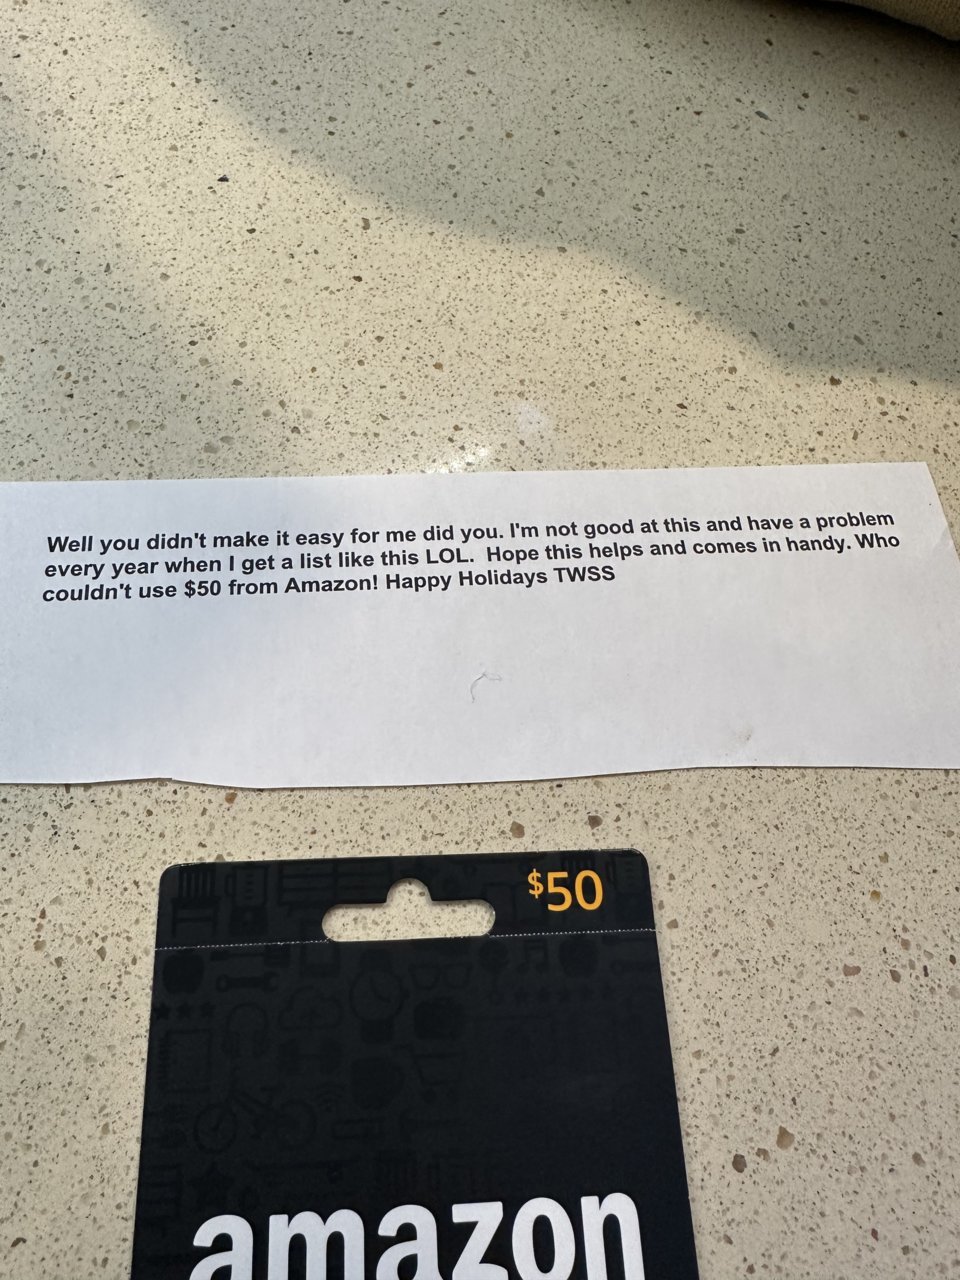 Well you didn't make it easy for me did you. I'm not good at this and have a problem
every year when I get a list like this LOL.  Hope this helps and comes in handy. Who
couldn't use $50 from Amazon! Happy Holidays TWSS
$50
amazon